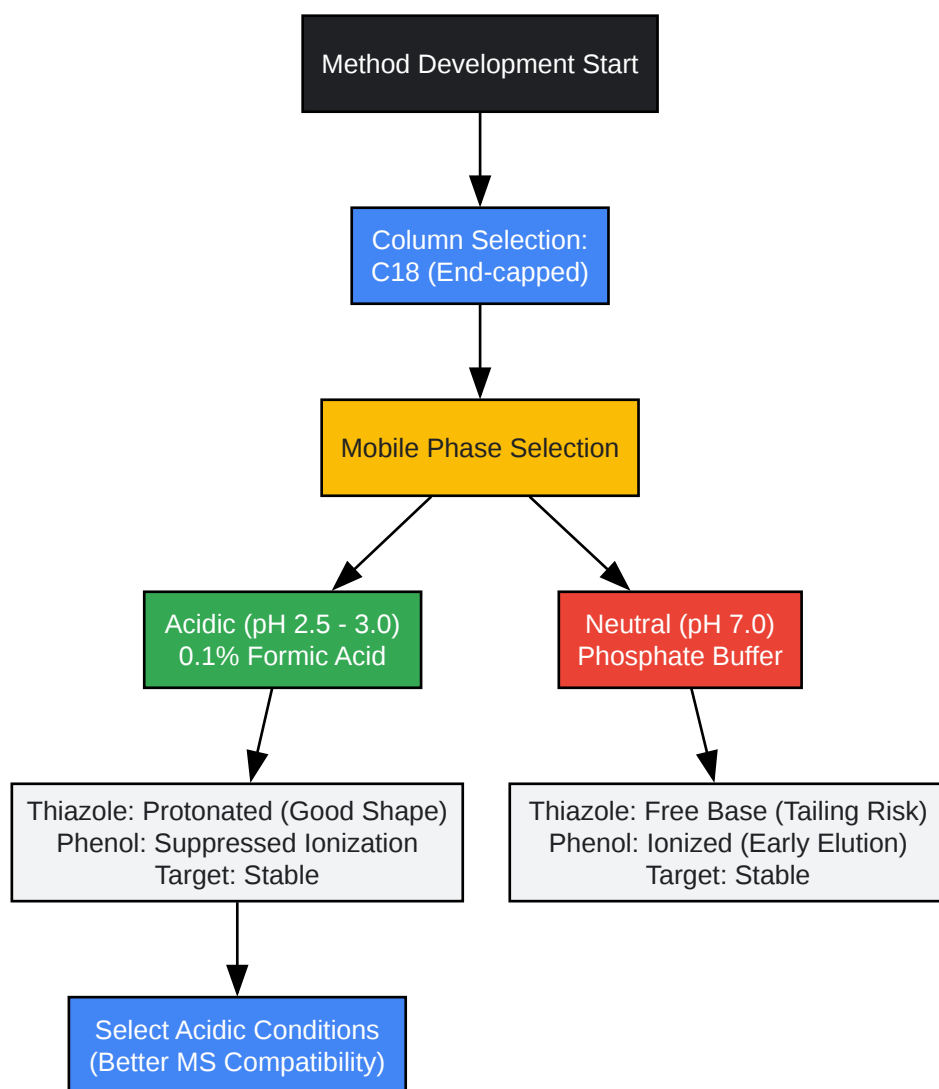 Method Development Start
Column Selection:
C18 (End-capped)
Mobile Phase Selection
Acidic (pH 2.5 - 3.0)
0.1% Formic Acid
Neutral (pH 7.0)
Phosphate Buffer
Thiazole: Protonated (Good Shape)
Phenol: Suppressed Ionization
Target: Stable
Thiazole: Free Base (Tailing Risk)
Phenol: Ionized (Early Elution)
Target: Stable
Select Acidic Conditions
(Better MS Compatibility)